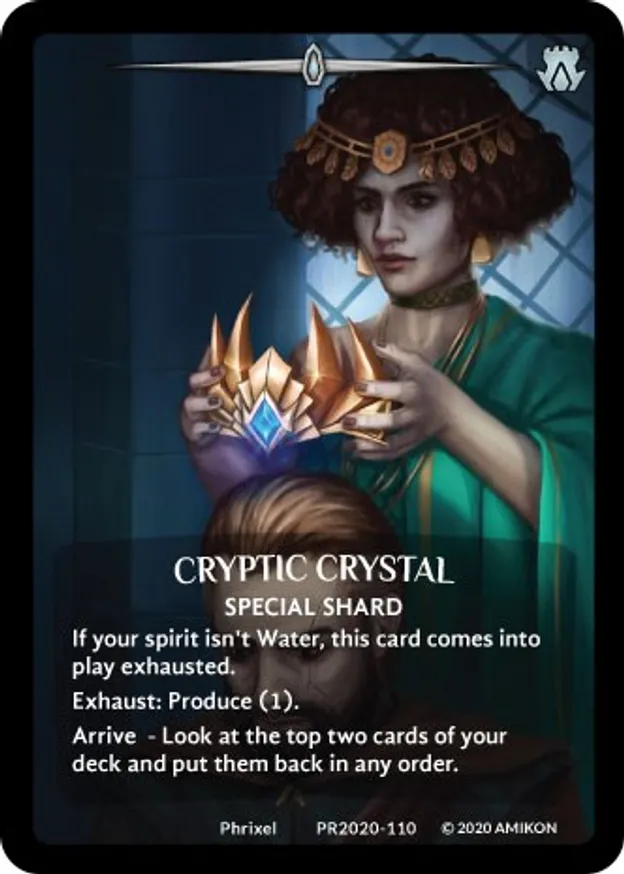 CRYPTIC CRYSTAL
SPECIAL SHARD
If your spirit isn't Water, this card comes into
play exhausted.
Exhaust: Produce (1).
Arrive - Look at the top two cards of your
deck and put them back in any order.
Phrixel PR2020-110 © 2020 AMIKON